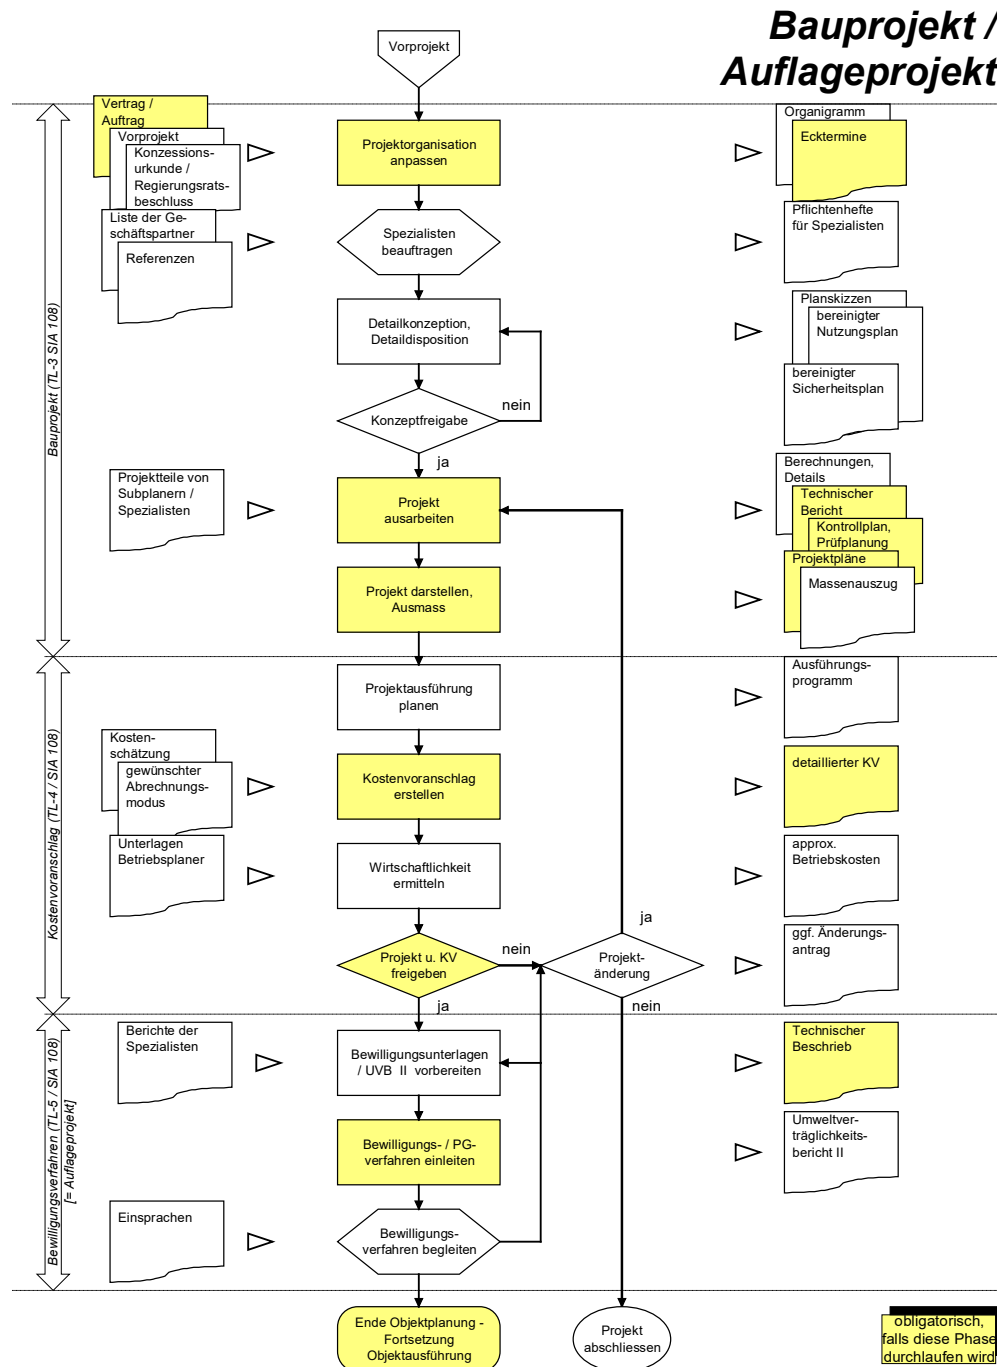 Bauprojekt /
Auflageprojekt
Vorprojekt
Bauprojekt (TL-3 SIA 108)
Vertrag /
Auftrag
Vorprojekt
Konzessions-
urkunde /
Regierungsrats-
beschluss
Projektorganisation
anpassen
Organigramm
Ecktermine
Liste der Ge-
schäftspartner
Referenzen
Spezialisten
beauftragen
Pflichtenhefte
für Spezialisten
Detailkonzeption,
Detaildisposition
Planskizzen
bereinigter
Nutzungsplan
bereinigter
Sicherheitsplan
Konzeptfreigabe
nein
ja
Projektteile von
Subplanern /
Spezialisten
Projekt
ausarbeiten
Berechnungen,
Details
Technischer
Bericht
Kontrollplan,
Prüfplanung
Projekt darstellen,
Ausmass
Projektpläne
Massenauszug
Kostenvoranschlag (TL-4 / SIA 108)
Projektausführung
planen
Ausführungs-
programm
Kosten-
schätzung
gewünschter
Abrechnungs-
modus
Kostenvoranschlag
erstellen
detaillierter KV
Unterlagen
Betriebsplaner
Wirtschaftlichkeit
ermitteln
approx.
Betriebskosten
Projekt u. KV
freigeben
nein
ja
Projekt-
änderung
ja
nein
ggf. Änderungs-
antrag
Bewilligungsverfahren (TL-5 / SIA 108)
[= Auflageprojekt]
Berichte der
Spezialisten
Bewilligungsunterlagen
/ UVB II vorbereiten
Technischer
Beschrieb
Bewilligungs- / PG-
verfahren einleiten
Umweltver-
träglichkeits-
bericht II
Einsprachen
Bewilligungs-
verfahren begleiten
Ende Objektplanung -
Fortsetzung
Objektausführung
Projekt
abschliessen
obligatorisch,
falls diese Phase
durchlaufen wird